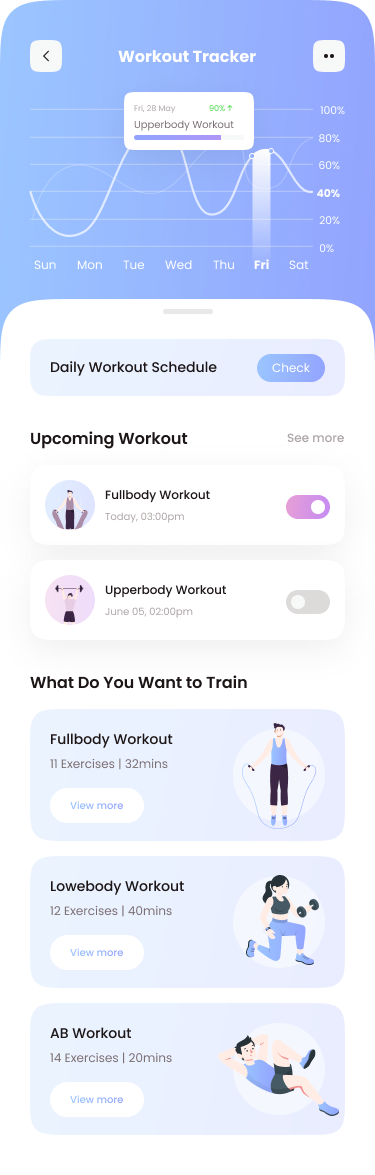 Workout Tracker
Fri, 28 May 90%↑
Upperbody Workout
100%
80%
60%
40%
20%
0%
Sun Mon Tue Wed Thu Fri Sat
Daily Workout Schedule Check
Upcoming Workout See more
Fullbody Workout
Today, 03:00pm
Upperbody Workout
June 05, 02:00pm
What Do You Want to Train
Fullbody Workout
11 Exercises | 32mins
View more
Lowebody Workout
12 Exercises | 40mins
View more
AB Workout
14 Exercises | 20mins
View more